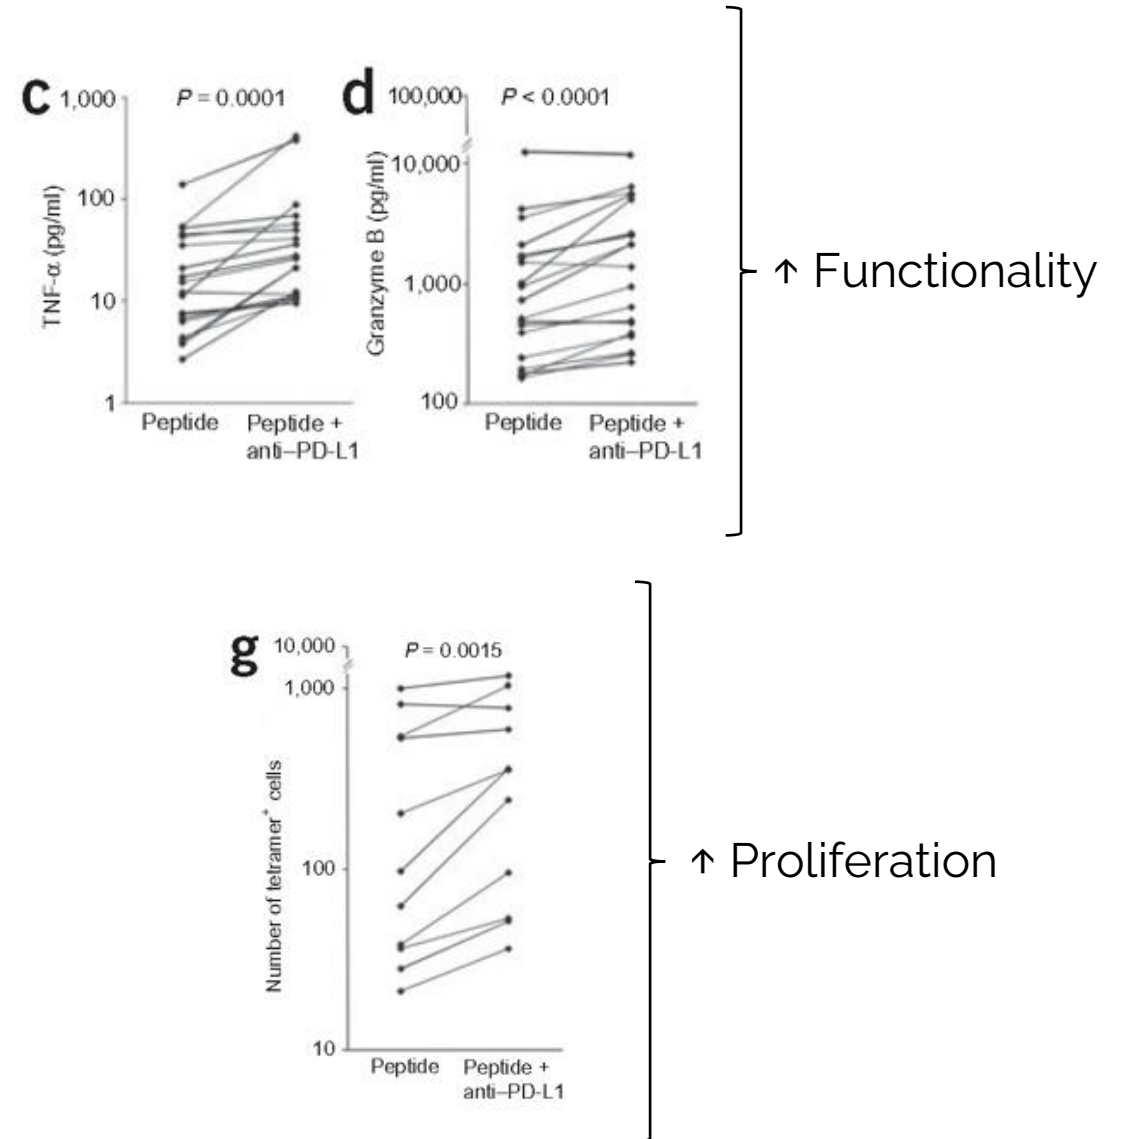 c
1,000
P = 0.0001
TNF-α (pg/ml)
100
10
1
Peptide
Peptide +
anti–PD-L1
d
100,000
P < 0.0001
Granzyme B (pg/ml)
10,000
1,000
100
Peptide
Peptide +
anti–PD-L1
↑ Functionality
g
10,000
P = 0.0015
1,000
Number of tetramer⁺ cells
100
10
Peptide
Peptide +
anti–PD-L1
↑ Proliferation